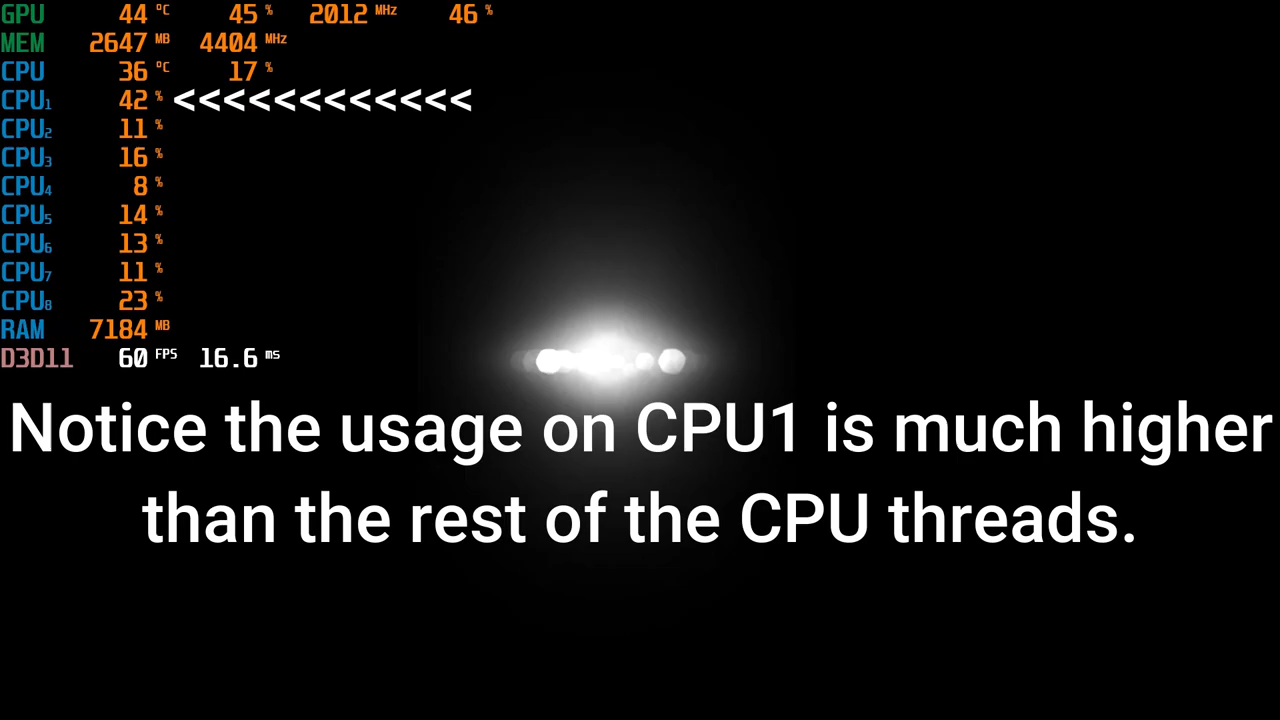 GPU 44 °C 45 % 2012 MHz 46 %
MEM 2647 MB 4404 MHz
CPU 36 °C 17 %
CPU1 42 % <<<<<<<<<<<<
CPU2 11 %
CPU3 16 %
CPU4 8 %
CPU5 14 %
CPU6 13 %
CPU7 11 %
CPU8 23 %
RAM 7184 MB
D3D11 60 FPS 16.6 ms
Notice the usage on CPU1 is much higher
than the rest of the CPU threads.